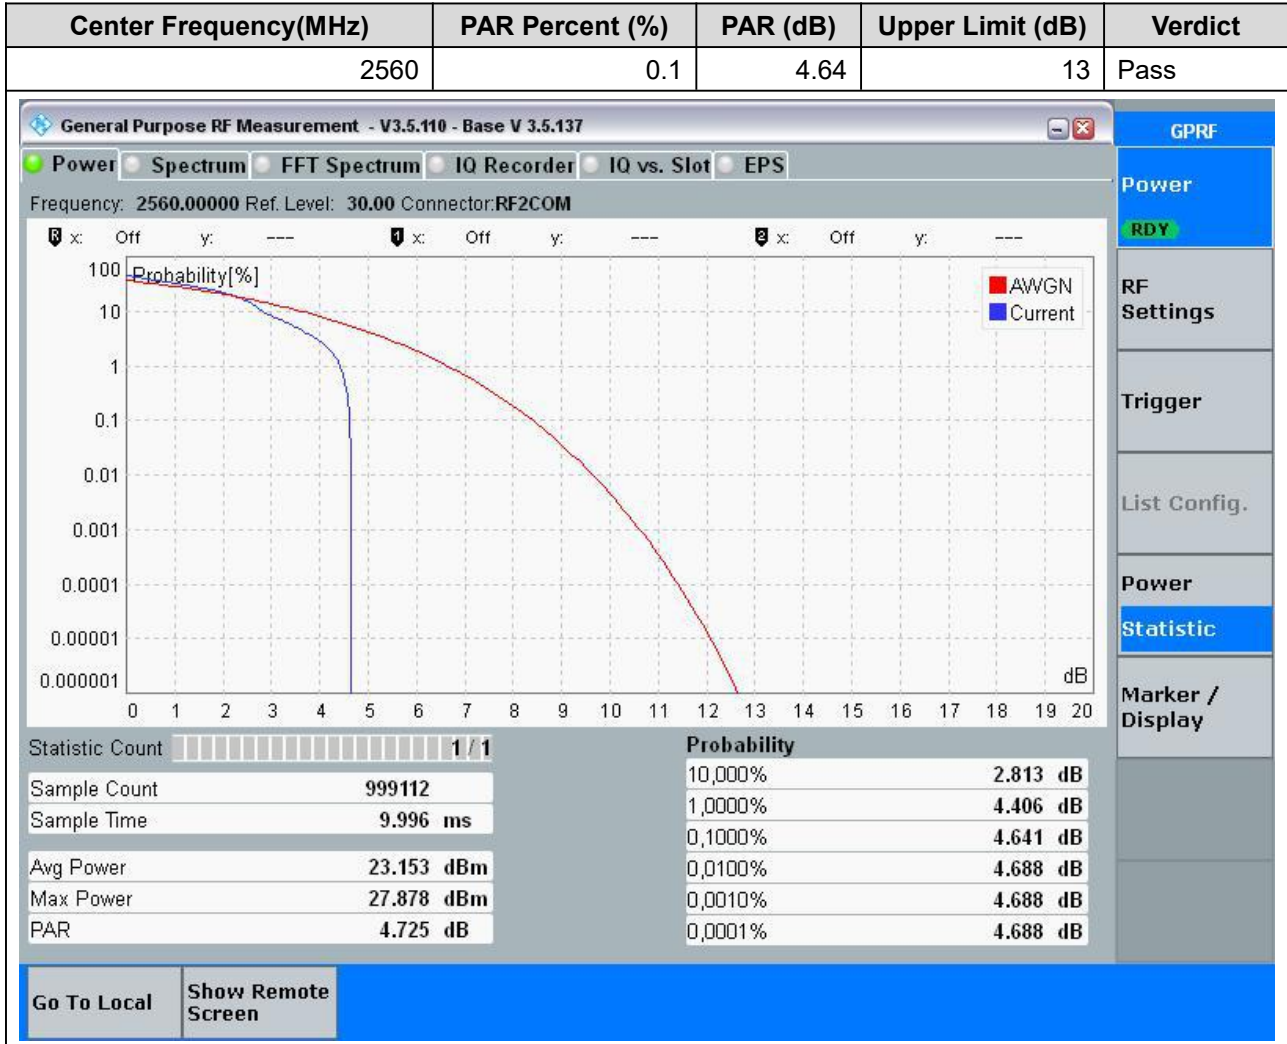 Center Frequency(MHz) PAR Percent (%) PAR (dB) Upper Limit (dB) Verdict
2560 0.1 4.64 13 Pass
General Purpose RF Measurement - V3.5.110 - Base V 3.5.137
GPRF
Power Spectrum FFT Spectrum IQ Recorder IQ vs. Slot EPS
Frequency: 2560.00000 Ref. Level: 30.00 Connector:RF2COM
R x: Off y: --- 1 x: Off y: --- 2 x: Off y: ---
Probability[%]
100
10
1
0.1
0.01
0.001
0.0001
0.00001
0.000001
AWGN
Current
dB
0 1 2 3 4 5 6 7 8 9 10 11 12 13 14 15 16 17 18 19 20
Statistic Count 1 / 1
Sample Count 999112
Sample Time 9.996 ms
Avg Power 23.153 dBm
Max Power 27.878 dBm
PAR 4.725 dB
Probability
10,000% 2.813 dB
1,0000% 4.406 dB
0,1000% 4.641 dB
0,0100% 4.688 dB
0,0010% 4.688 dB
0,0001% 4.688 dB
Power
RDY
RF
Settings
Trigger
List Config.
Power
Statistic
Marker /
Display
Go To Local
Show Remote
Screen